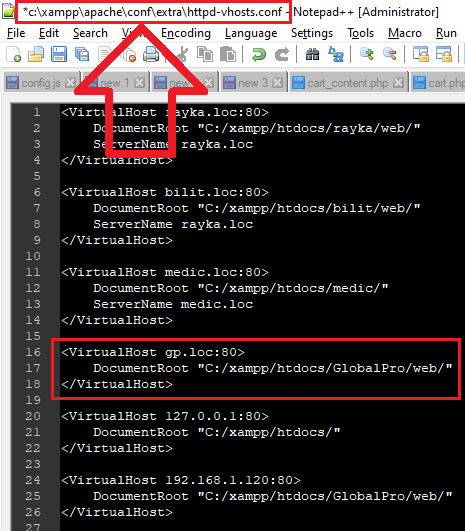 *c:\xampp\apache\conf\extra\httpd-vhosts.conf - Notepad++ [Administrator]
File Edit Search Encoding Language Settings Tools Macro Run
config.js new 1 new new 3 cart_content.php cart.php
1 <VirtualHost rayka.loc:80>
2 DocumentRoot "C:/xampp/htdocs/rayka/web/"
3 ServerName rayka.loc
4 </VirtualHost>
5
6 <VirtualHost bilit.loc:80>
7 DocumentRoot "C:/xampp/htdocs/bilit/web/"
8 ServerName rayka.loc
9 </VirtualHost>
10
11 <VirtualHost medic.loc:80>
12 DocumentRoot "C:/xampp/htdocs/medic/"
13 ServerName medic.loc
14 </VirtualHost>
15
16 <VirtualHost gp.loc:80>
17 DocumentRoot "C:/xampp/htdocs/GlobalPro/web/"
18 </VirtualHost>
19
20 <VirtualHost 127.0.0.1:80>
21 DocumentRoot "C:/xampp/htdocs/"
22 </VirtualHost>
23
24 <VirtualHost 192.168.1.120:80>
25 DocumentRoot "C:/xampp/htdocs/GlobalPro/web/"
26 </VirtualHost>
27